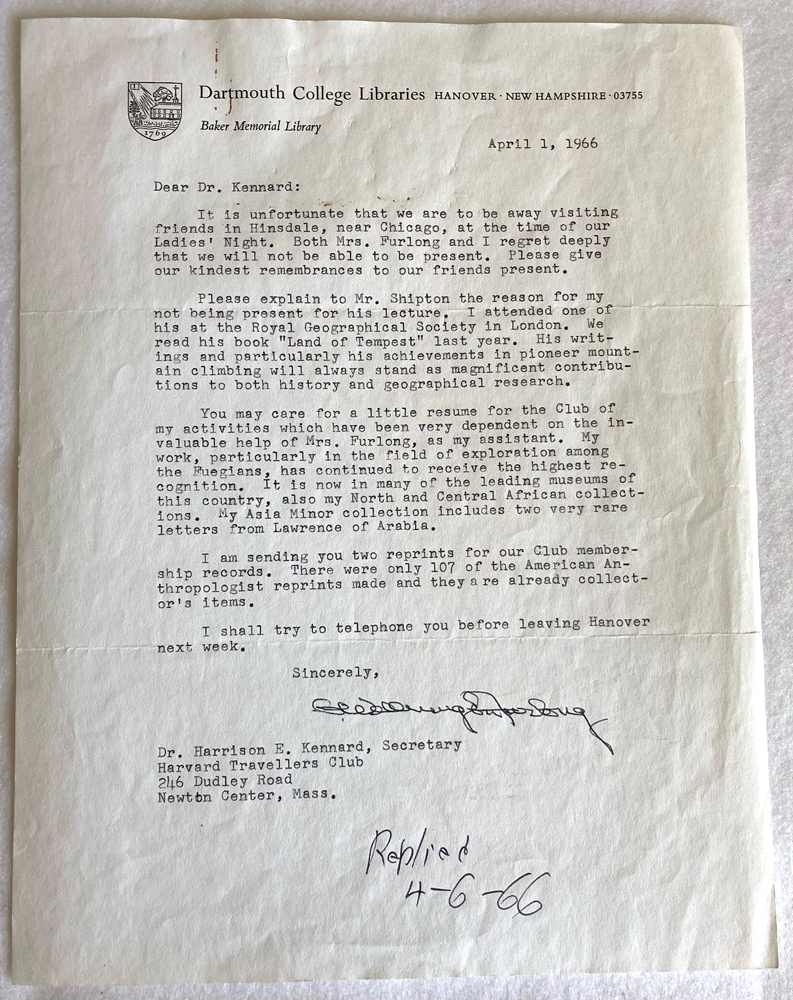 Dartmouth College Libraries HANOVER · NEW HAMPSHIRE · 03755
1769
Baker Memorial Library
April 1, 1966
Dear Dr. Kennard:
It is unfortunate that we are to be away visiting
friends in Hinsdale, near Chicago, at the time of our
Ladies' Night. Both Mrs. Furlong and I regret deeply
that we will not be able to be present. Please give
our kindest remembrances to our friends present.
Please explain to Mr. Shipton the reason for my
not being present for his lecture. I attended one of
his at the Royal Geographical Society in London. We
read his book "Land of Tempest" last year. His writ-
ings and particularly his achievements in pioneer mount-
ain climbing will always stand as magnificent contribu-
tions to both history and geographical research.
You may care for a little resume for the Club of
my activities which have been very dependent on the in-
valuable help of Mrs. Furlong, as my assistant. My
work, particularly in the field of exploration among
the Fuegians, has continued to receive the highest re-
cognition. It is now in many of the leading museums of
this country, also my North and Central African collect-
ions. My Asia Minor collection includes two very rare
letters from Lawrence of Arabia.
I am sending you two reprints for our Club member-
ship records. There were only 107 of the American An-
thropologist reprints made and they are already collect-
or's items.
I shall try to telephone you before leaving Hanover
next week.
Sincerely,
Dr. Harrison E. Kennard, Secretary
Harvard Travellers Club
246 Dudley Road
Newton Center, Mass.
Replied
4-6-66